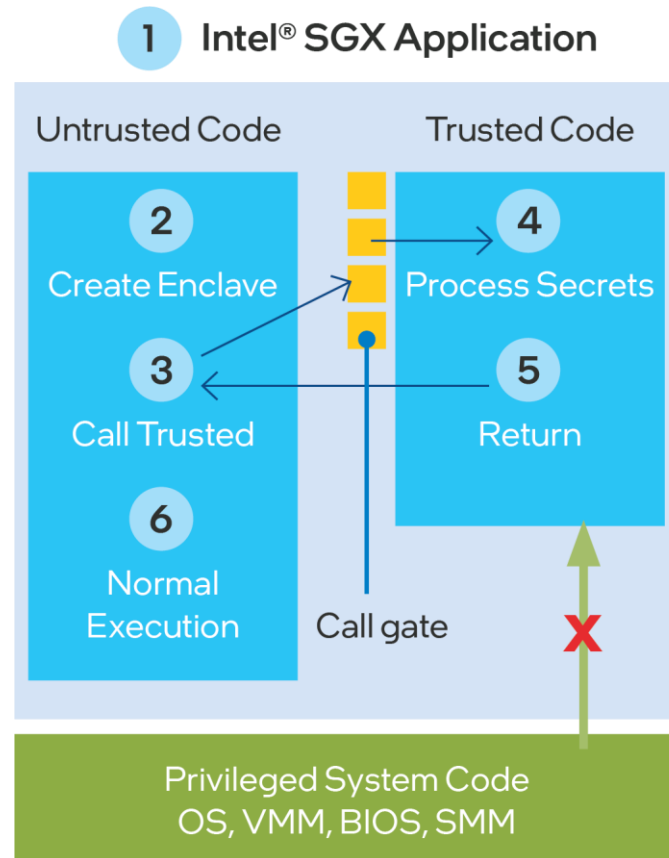 1 Intel® SGX Application
Untrusted Code
Trusted Code
2
Create Enclave
3
Call Trusted
6
Normal
Execution
4
Process Secrets
5
Return
Call gate
X
Privileged System Code
OS, VMM, BIOS, SMM